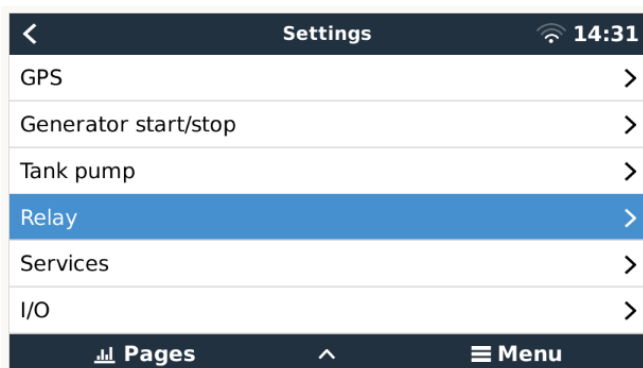 Settings 14:31
GPS
Generator start/stop
Tank pump
Relay
Services
I/O
Pages Menu